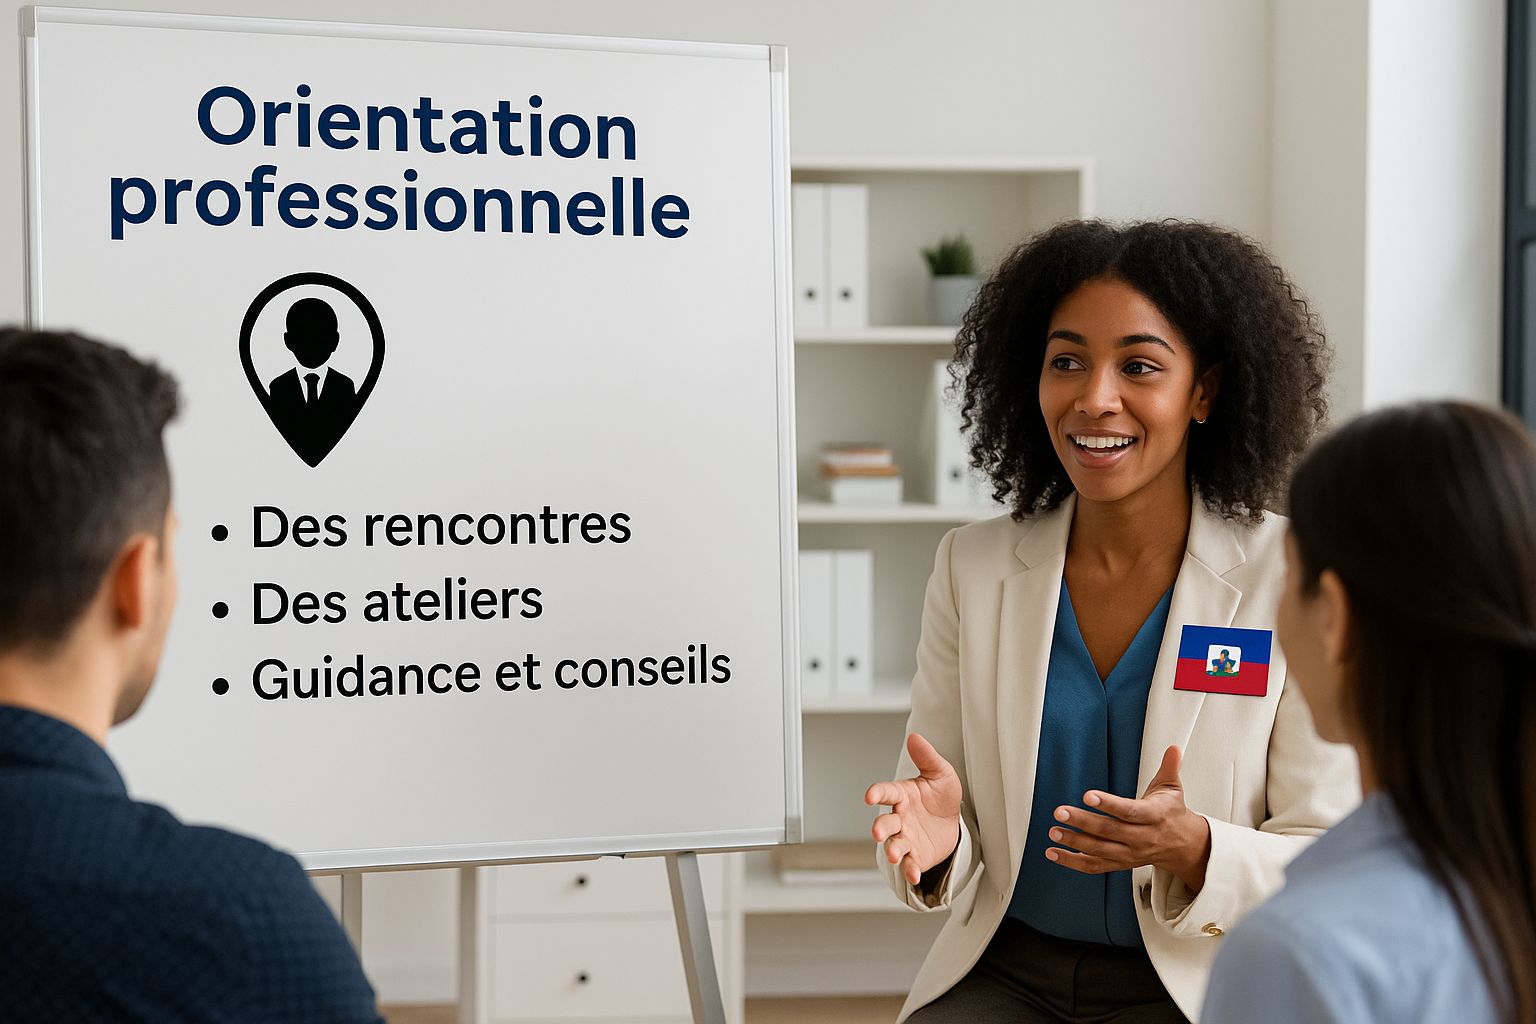 Orientation
professionnelle
• Des rencontres
• Des ateliers
• Guidance et conseils